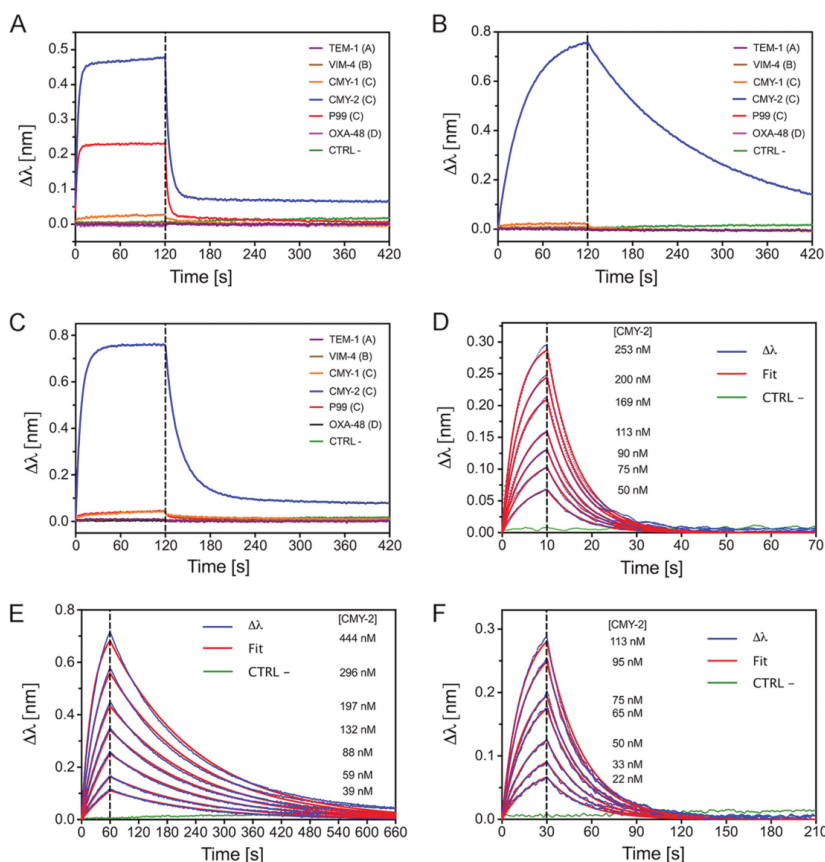 A
Δλ [nm]
0.5
0.4
0.3
0.2
0.1
0.0
TEM-1 (A)
VIM-4 (B)
CMY-1 (C)
CMY-2 (C)
P99 (C)
OXA-48 (D)
CTRL -
0 60 120 180 240 300 360 420
Time [s]
B
Δλ [nm]
0.8
0.6
0.4
0.2
0.0
TEM-1 (A)
VIM-4 (B)
CMY-1 (C)
CMY-2 (C)
P99 (C)
OXA-48 (D)
CTRL -
0 60 120 180 240 300 360 420
Time [s]
C
Δλ [nm]
0.8
0.6
0.4
0.2
0.0
TEM-1 (A)
VIM-4 (B)
CMY-1 (C)
CMY-2 (C)
P99 (C)
OXA-48 (D)
CTRL -
0 60 120 180 240 300 360 420
Time [s]
D
Δλ [nm]
0.30
0.25
0.20
0.15
0.10
0.05
0.00
[CMY-2]
253 nM
200 nM
169 nM
113 nM
90 nM
75 nM
50 nM
Δλ
Fit
CTRL –
0 10 20 30 40 50 60 70
Time [s]
E
Δλ [nm]
0.8
0.6
0.4
0.2
0.0
Δλ
Fit
CTRL –
[CMY-2]
444 nM
296 nM
197 nM
132 nM
88 nM
59 nM
39 nM
0 60 120 180 240 300 360 420 480 540 600 660
Time [s]
F
Δλ [nm]
0.3
0.2
0.1
0.0
[CMY-2]
113 nM
95 nM
75 nM
65 nM
50 nM
33 nM
22 nM
Δλ
Fit
CTRL –
0 30 60 90 120 150 180 210
Time [s]